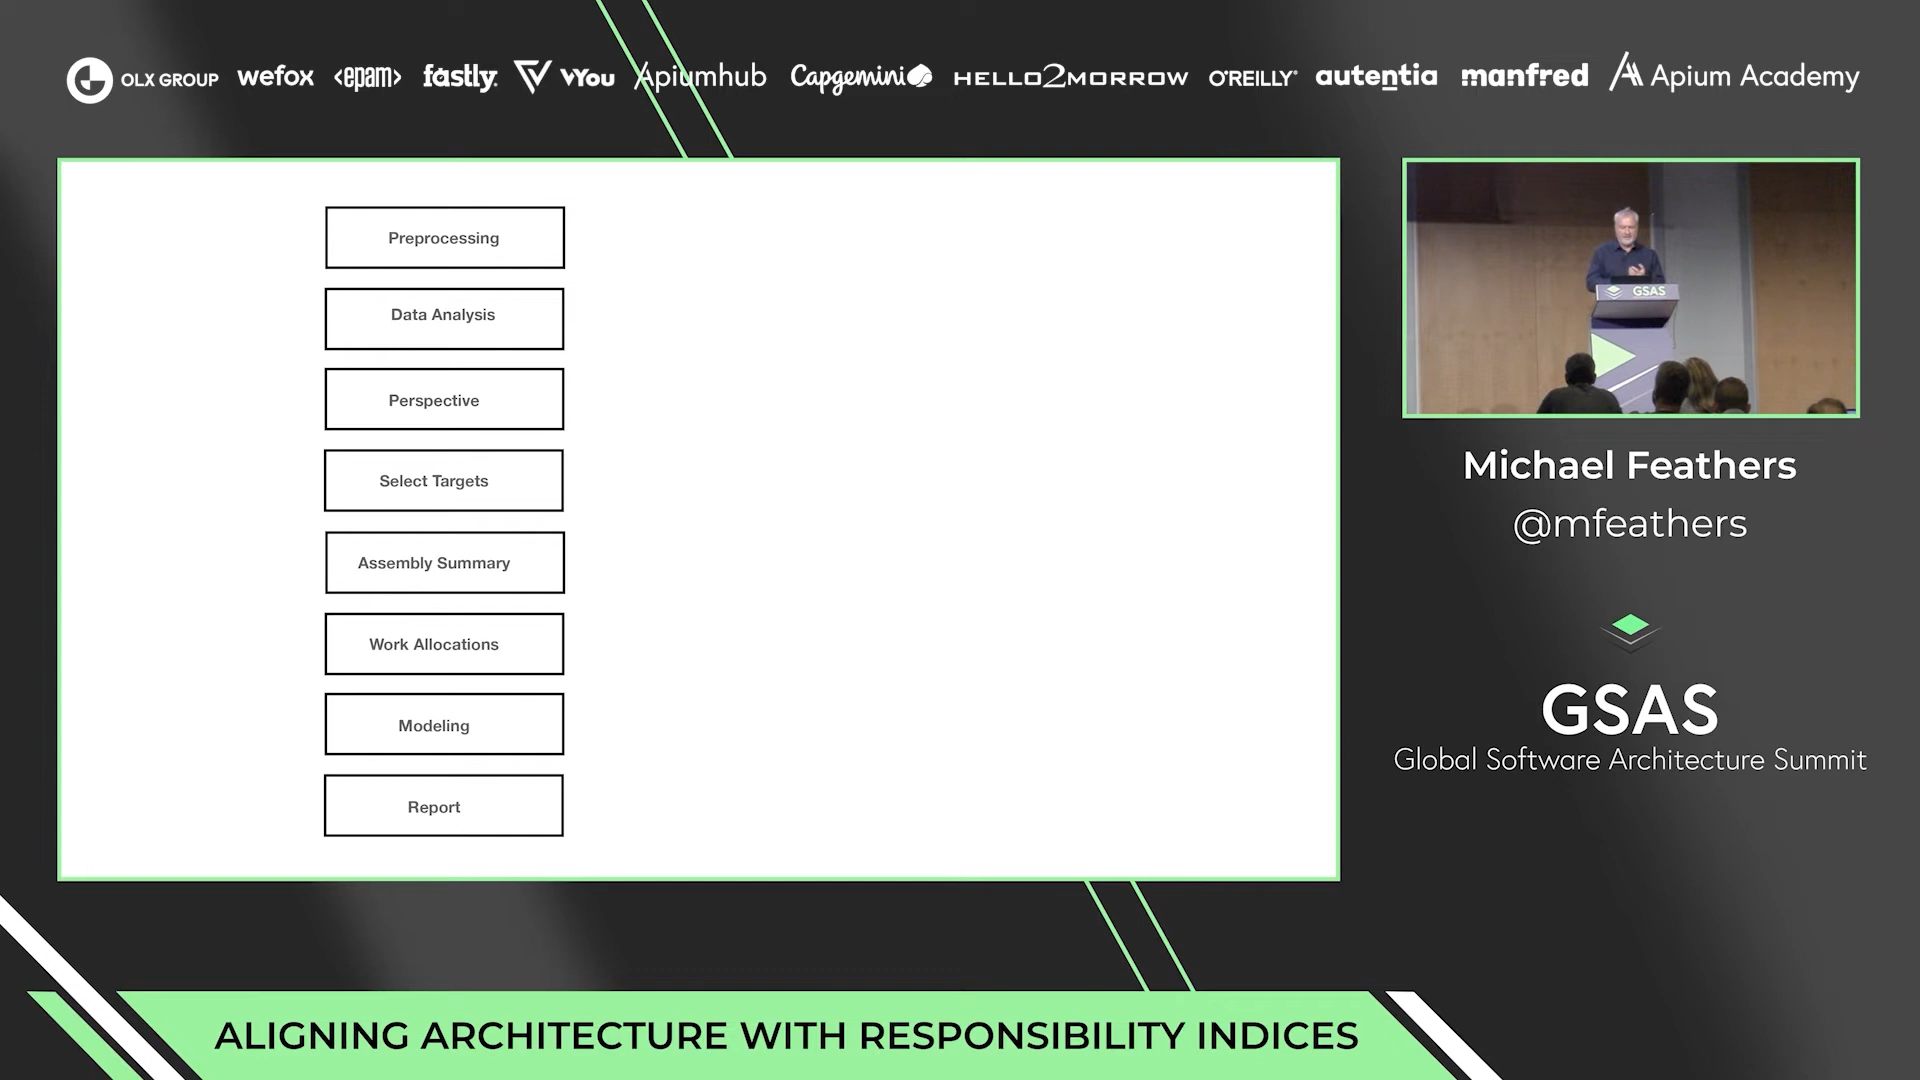 OLX GROUP wefox <epam> fastly VYou Apiumhub Capgemini HELLO2MORROW O'REILLY autentia manfred Apium Academy
Preprocessing
Data Analysis
Perspective
Select Targets
Assembly Summary
Work Allocations
Modeling
Report
GSAS
Michael Feathers
@mfeathers
GSAS
Global Software Architecture Summit
ALIGNING ARCHITECTURE WITH RESPONSIBILITY INDICES